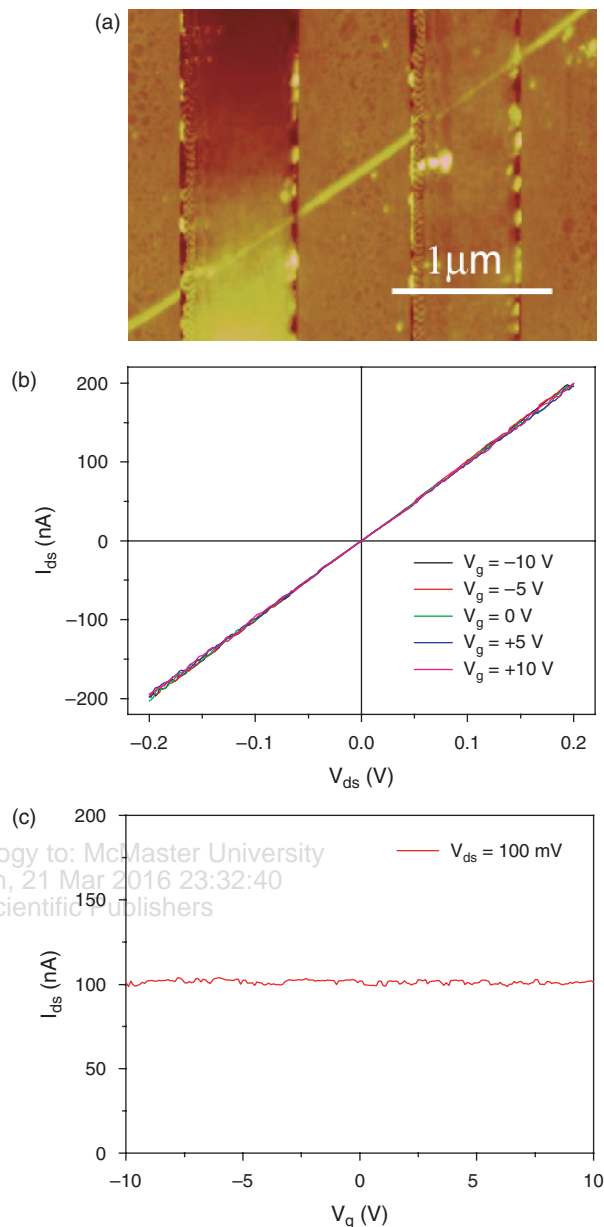 (a)
1μm
(b)
200
100
0
−100
−200
I_ds (nA)
V_g = −10 V
V_g = −5 V
V_g = 0 V
V_g = +5 V
V_g = +10 V
−0.2 −0.1 0.0 0.1 0.2
V_ds (V)
(c)
200
150
100
50
0
I_ds (nA)
V_ds = 100 mV
ogy to: McMaster University
n, 21 Mar 2016 23:32:40
cientific Publishers
−10 −5 0 5 10
V_g (V)